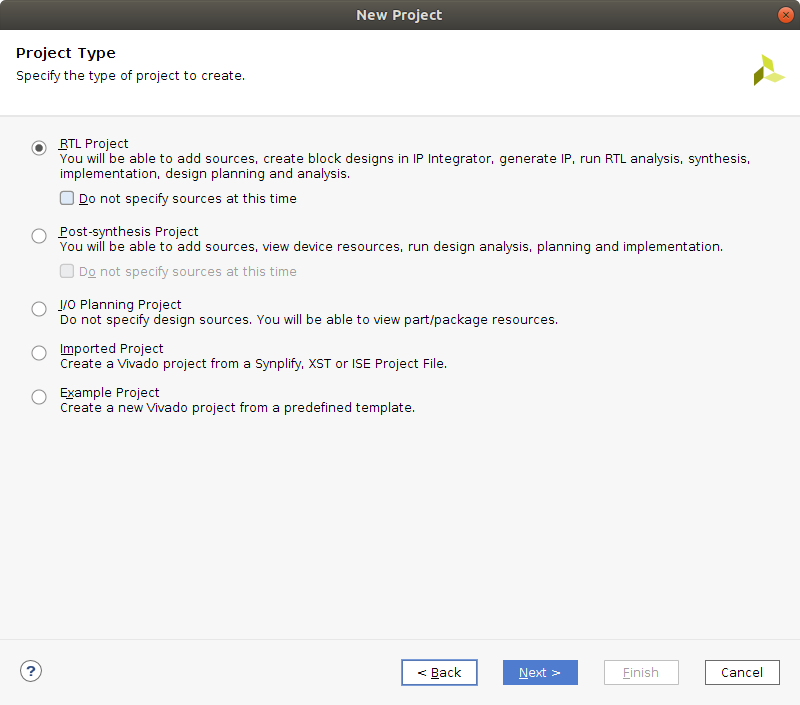 New Project
Project Type
Specify the type of project to create.
RTL Project
You will be able to add sources, create block designs in IP Integrator, generate IP, run RTL analysis, synthesis,
implementation, design planning and analysis.
Do not specify sources at this time
Post-synthesis Project
You will be able to add sources, view device resources, run design analysis, planning and implementation.
Do not specify sources at this time
I/O Planning Project
Do not specify design sources. You will be able to view part/package resources.
Imported Project
Create a Vivado project from a Synplify, XST or ISE Project File.
Example Project
Create a new Vivado project from a predefined template.
?
< Back
Next >
Finish
Cancel